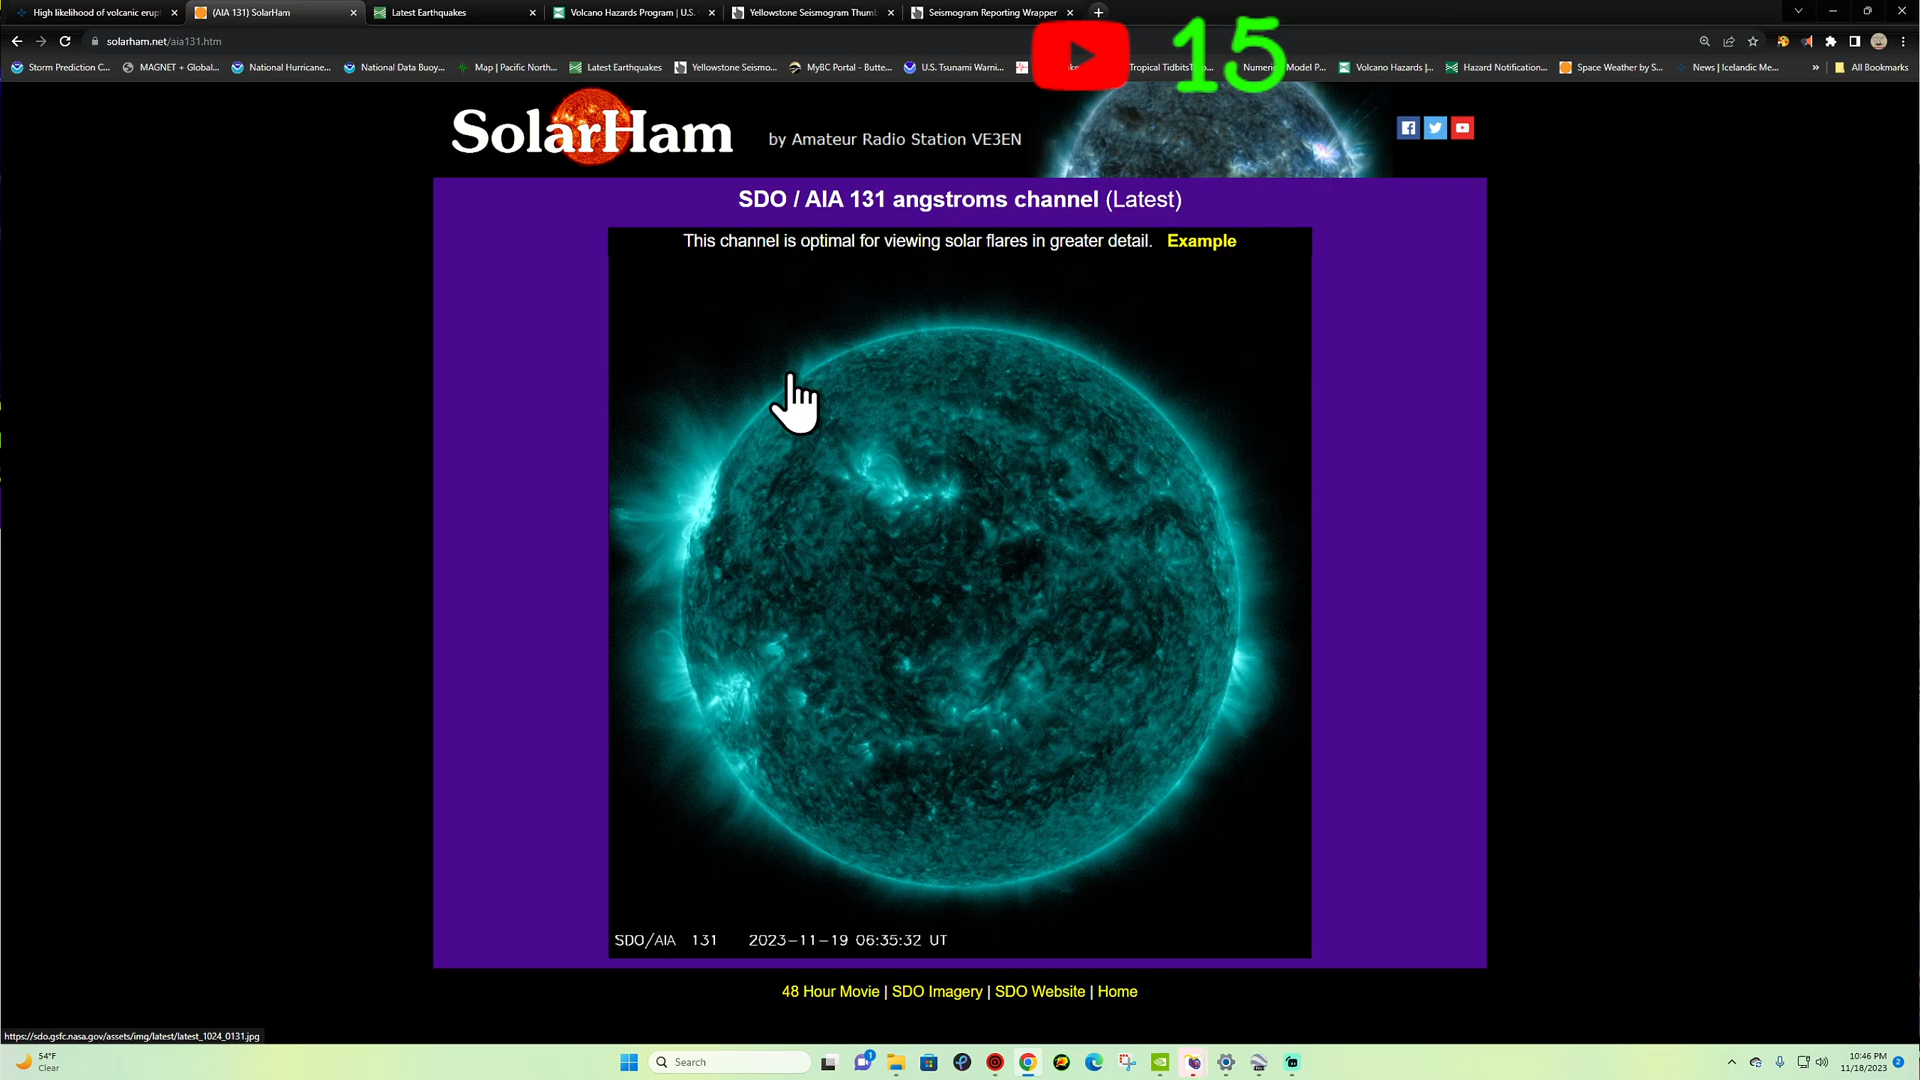 High likelihood of volcanic erupt
(AIA 131) SolarHam
Latest Earthquakes
Volcano Hazards Program | U.S.
Yellowstone Seismogram Thumb
Seismogram Reporting Wrapper
solarham.net/aia131.htm
15
Storm Prediction C...
MAGNET + Global...
National Hurricane...
National Data Buoy...
Map | Pacific North...
Latest Earthquakes
Yellowstone Seismo...
MyBC Portal - Butte...
U.S. Tsunami Warni...
Tropical TidbitsTo...
Volcano Hazards |...
Hazard Notification...
Space Weather by S...
News | Icelandic Me...
All Bookmarks
SolarHam
by Amateur Radio Station VE3EN
SDO / AIA 131 angstroms channel (Latest)
This channel is optimal for viewing solar flares in greater detail. Example
SDO/AIA 131 2023-11-19 06:35:32 UT
48 Hour Movie | SDO Imagery | SDO Website | Home
https://sdo.gsfc.nasa.gov/assets/img/latest/latest_1024_0131.jpg
54°F
Clear
Search
1
10:46 PM
11/18/2023
2